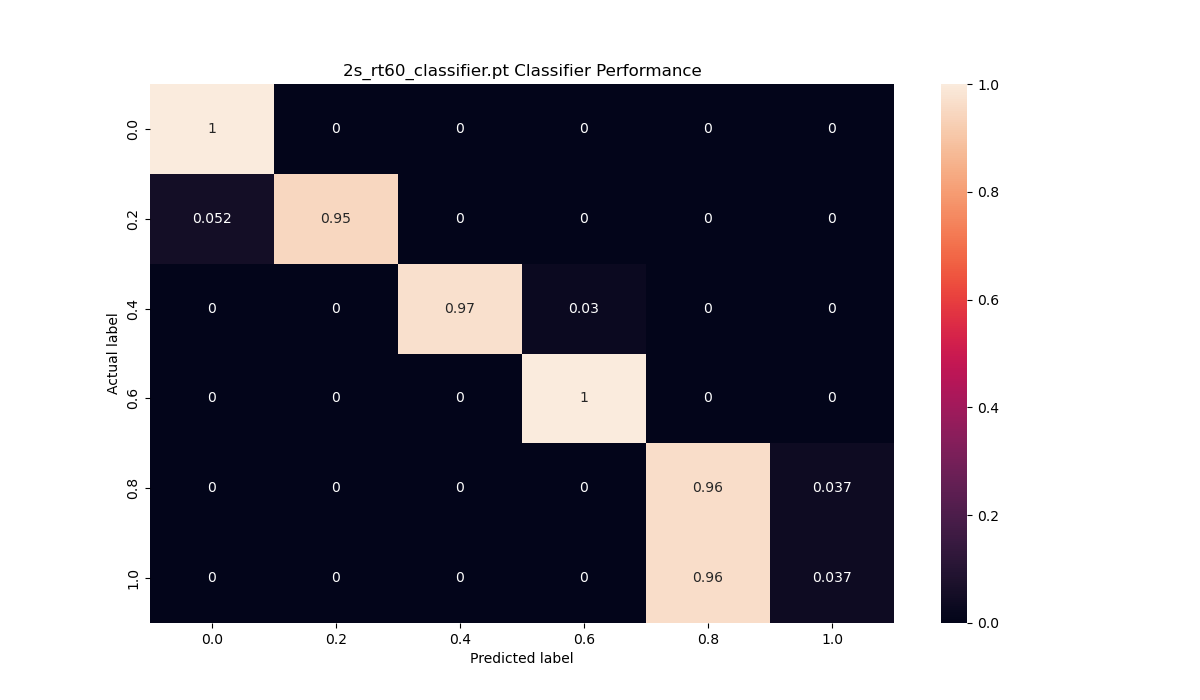 2s_rt60_classifier.pt Classifier Performance
1.0
0.0 1 0 0 0 0 0
0.8
0.2 0.052 0.95 0 0 0 0
0.6
0.4 0 0 0.97 0.03 0 0
Actual label
0.4
0.6 0 0 0 1 0 0
0.8 0 0 0 0 0.96 0.037
0.2
1.0 0 0 0 0 0.96 0.037
0.0
0.0 0.2 0.4 0.6 0.8 1.0
Predicted label